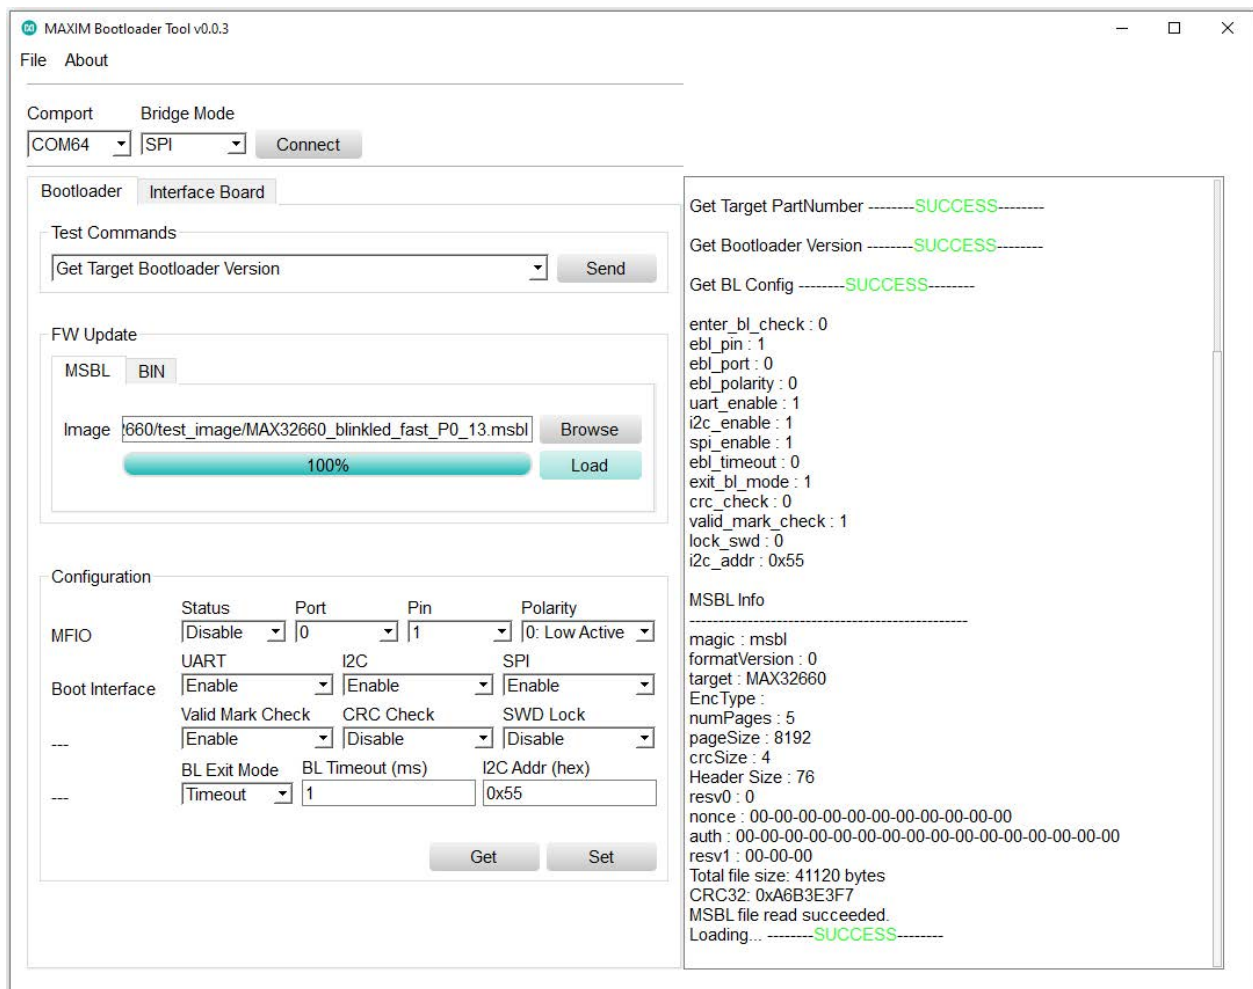 MAXIM Bootloader Tool v0.0.3
File About
Comport Bridge Mode
COM64 SPI Connect
Bootloader Interface Board
Test Commands
Get Target Bootloader Version Send
FW Update
MSBL BIN
Image !660/test_image/MAX32660_blinkled_fast_P0_13.msbl Browse
100% Load
Configuration
Status Port Pin Polarity
MFIO Disable 0 1 0: Low Active
UART I2C SPI
Boot Interface Enable Enable Enable
Valid Mark Check CRC Check SWD Lock
--- Enable Disable Disable
BL Exit Mode BL Timeout (ms) I2C Addr (hex)
--- Timeout 1 0x55
Get Set
Get Target PartNumber --------SUCCESS--------
Get Bootloader Version --------SUCCESS--------
Get BL Config --------SUCCESS--------
enter_bl_check : 0
ebl_pin : 1
ebl_port : 0
ebl_polarity : 0
uart_enable : 1
i2c_enable : 1
spi_enable : 1
ebl_timeout : 0
exit_bl_mode : 1
crc_check : 0
valid_mark_check : 1
lock_swd : 0
i2c_addr : 0x55
MSBL Info
------------------------------------------------
magic : msbl
formatVersion : 0
target : MAX32660
EncType :
numPages : 5
pageSize : 8192
crcSize : 4
Header Size : 76
resv0 : 0
nonce : 00-00-00-00-00-00-00-00-00-00-00
auth : 00-00-00-00-00-00-00-00-00-00-00-00-00-00-00-00
resv1 : 00-00-00
Total file size: 41120 bytes
CRC32: 0xA6B3E3F7
MSBL file read succeeded.
Loading... --------SUCCESS--------